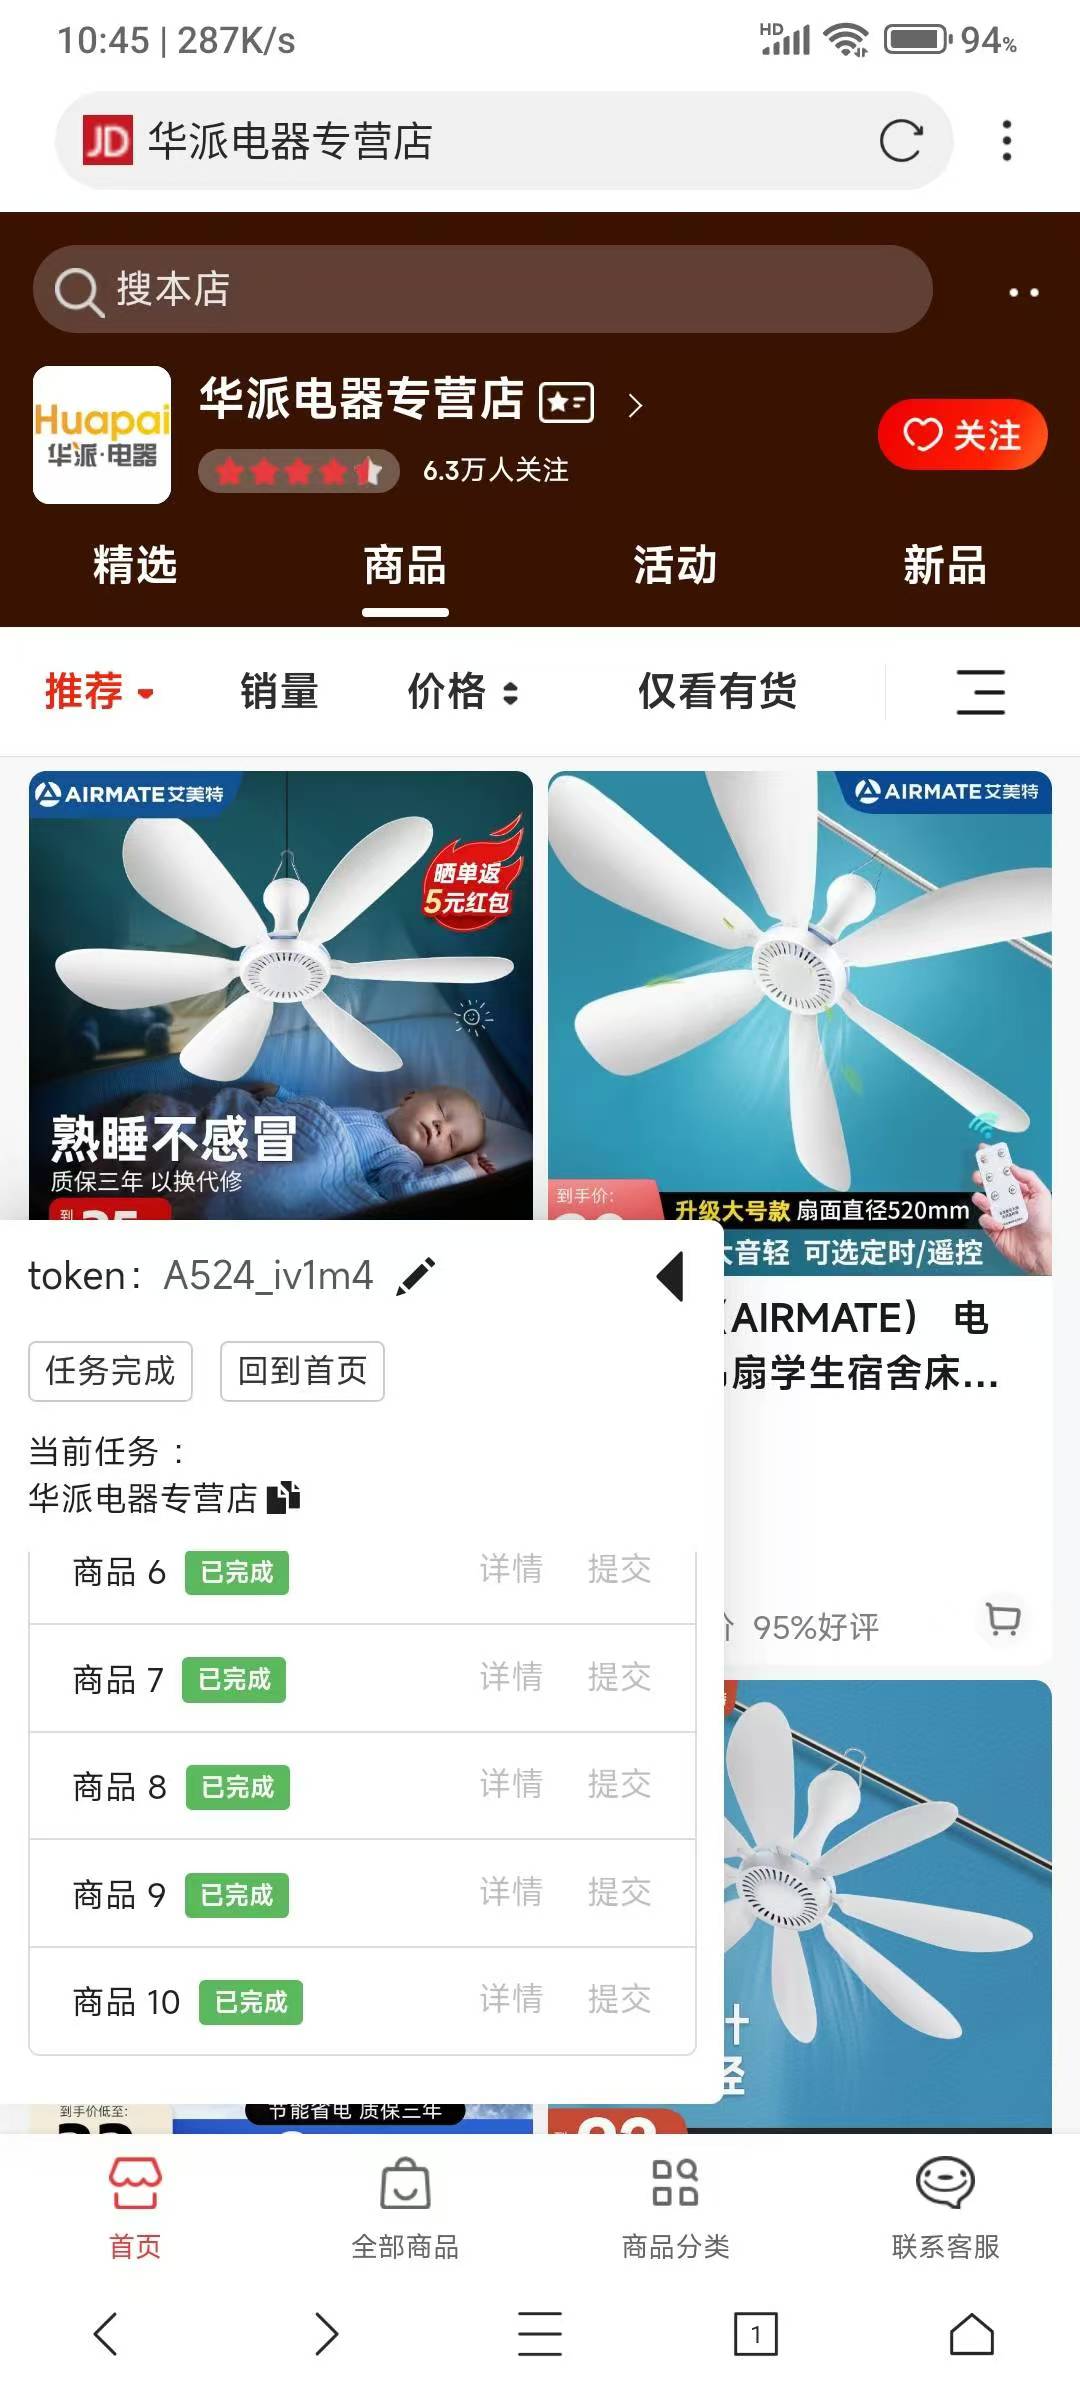 10:45 | 287K/s
HD
94%
JD 华派电器专营店
搜本店
Huapai
华派·电器
华派电器专营店
6.3万人关注
关注
精选 商品 活动 新品
推荐 销量 价格 仅看有货
AIRMATE艾美特
晒单返
5元红包
熟睡不感冒
质保三年 以换代修
到
AIRMATE艾美特
到手价:
升级大号款 扇面直径520mm
大音轻 可选定时/遥控
(AIRMATE) 电
扇学生宿舍床...
95%好评
token: A524_iv1m4
任务完成 回到首页
当前任务 :
华派电器专营店
商品 6 已完成 详情 提交
商品 7 已完成 详情 提交
商品 8 已完成 详情 提交
商品 9 已完成 详情 提交
商品 10 已完成 详情 提交
叶
到手价低至:
节能省电 质保三年
首页 全部商品 商品分类 联系客服
1